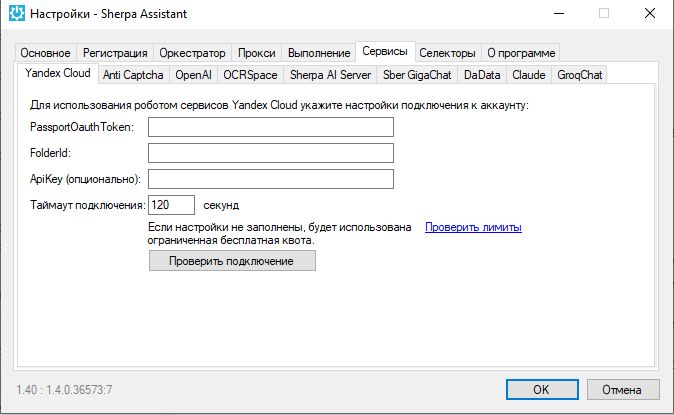 Настройки - Sherpa Assistant
Основное Регистрация Оркестратор Прокси Выполнение Сервисы Селекторы О программе
Yandex Cloud Anti Captcha OpenAI OCRSpace Sherpa AI Server Sber GigaChat DaData Claude GroqChat
Для использования роботом сервисов Yandex Cloud укажите настройки подключения к аккаунту:
PassportOauthToken:
FolderId:
ApiKey (опционально):
Таймаут подключения: 120 секунд
Если настройки не заполнены, будет использована Проверить лимиты
ограниченная бесплатная квота.
Проверить подключение
1.40 : 1.4.0.36573:7 OK Отмена